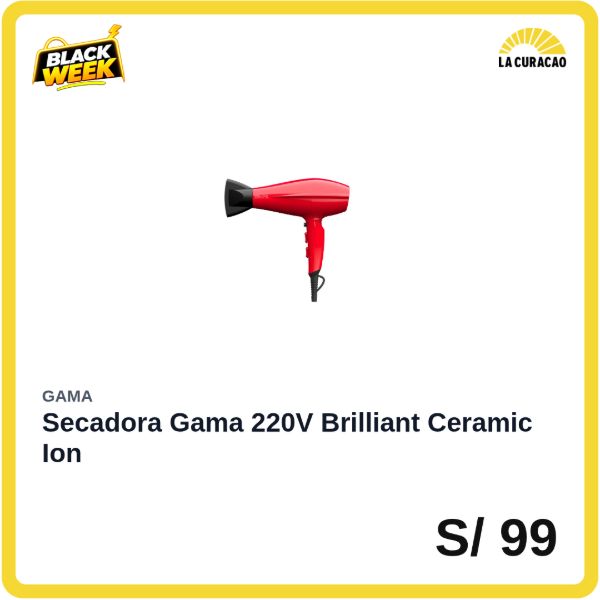 BLACK
WEEK
LA CURACAO
GAMA
Secadora Gama 220V Brilliant Ceramic
Ion
S/ 99